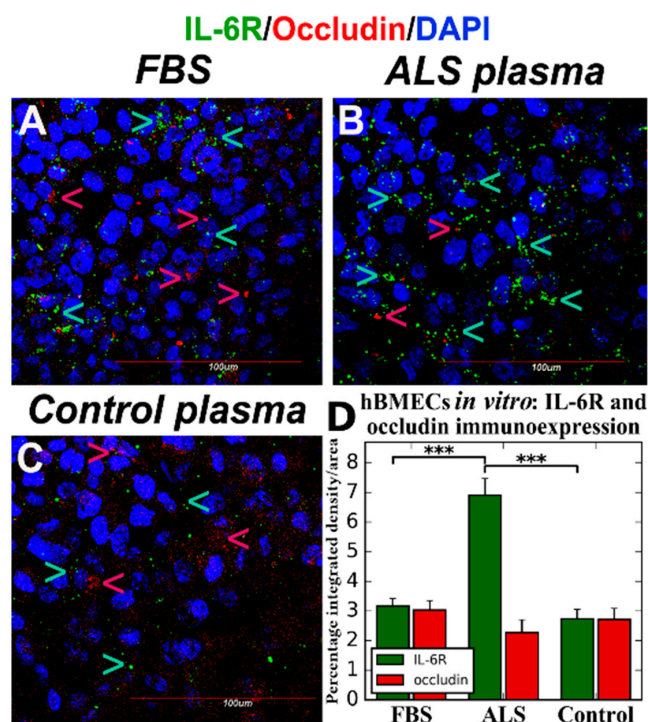 IL-6R/Occludin/DAPI
FBS
ALS plasma
A
B
100um
100um
Control plasma
C
100um
D
hBMECs in vitro: IL-6R and
occludin immunoexpression
Percentage integrated density/area
8
7
6
5
4
3
2
1
0
***
***
IL-6R
occludin
FBS
ALS
Control